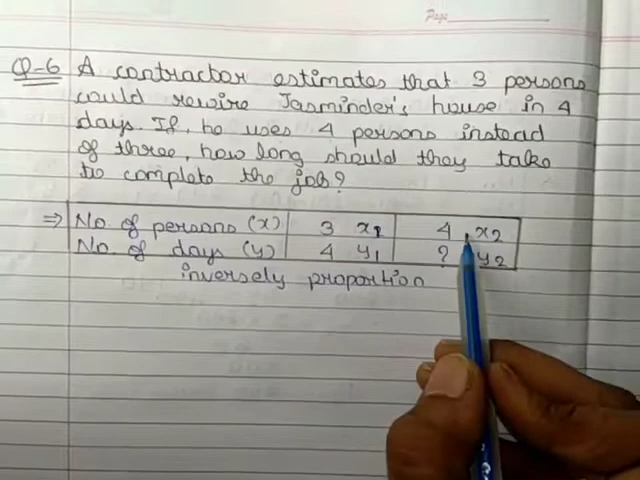 Page
Q-6 A contractor estimates that 3 persons
could rewire Jasminder's house in 4
days. If, he uses 4 persons instead
of three, how long should they take
to complete the job?
⇒ No. of persons (x) 3 x1 4 x2
No. of days (y) 4 y1 ? y2
inversely proportion